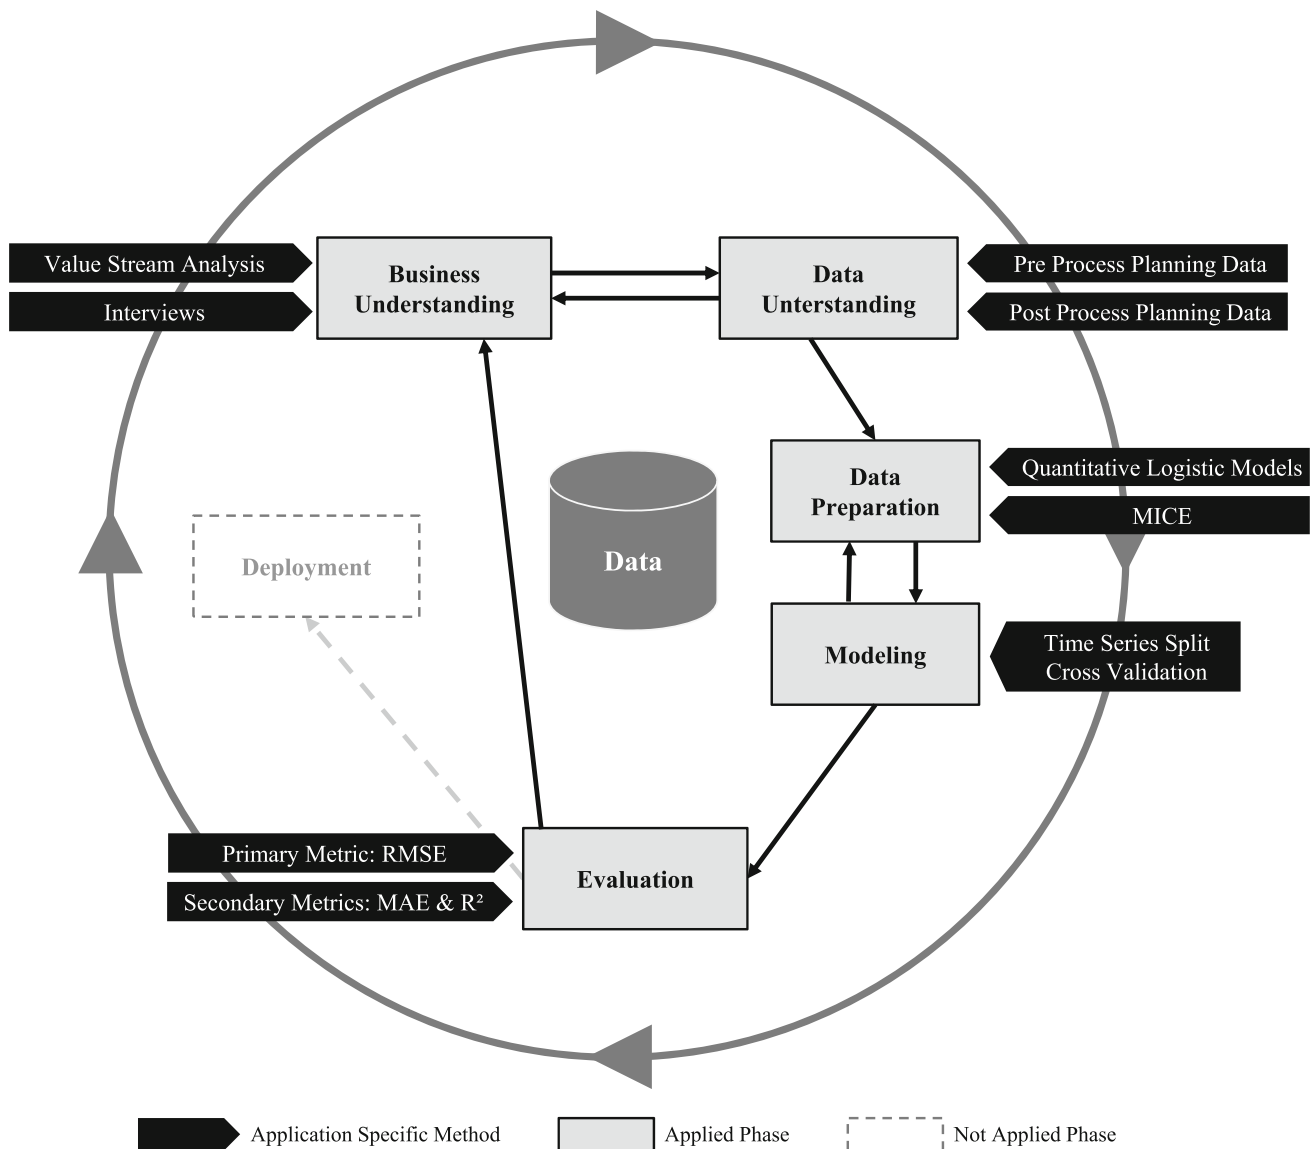 Value Stream Analysis
Interviews
Business
Understanding
Data
Unterstanding
Pre Process Planning Data
Post Process Planning Data
Data
Preparation
Quantitative Logistic Models
MICE
Deployment
Data
Modeling
Time Series Split
Cross Validation
Primary Metric: RMSE
Secondary Metrics: MAE & R²
Evaluation
Application Specific Method
Applied Phase
Not Applied Phase